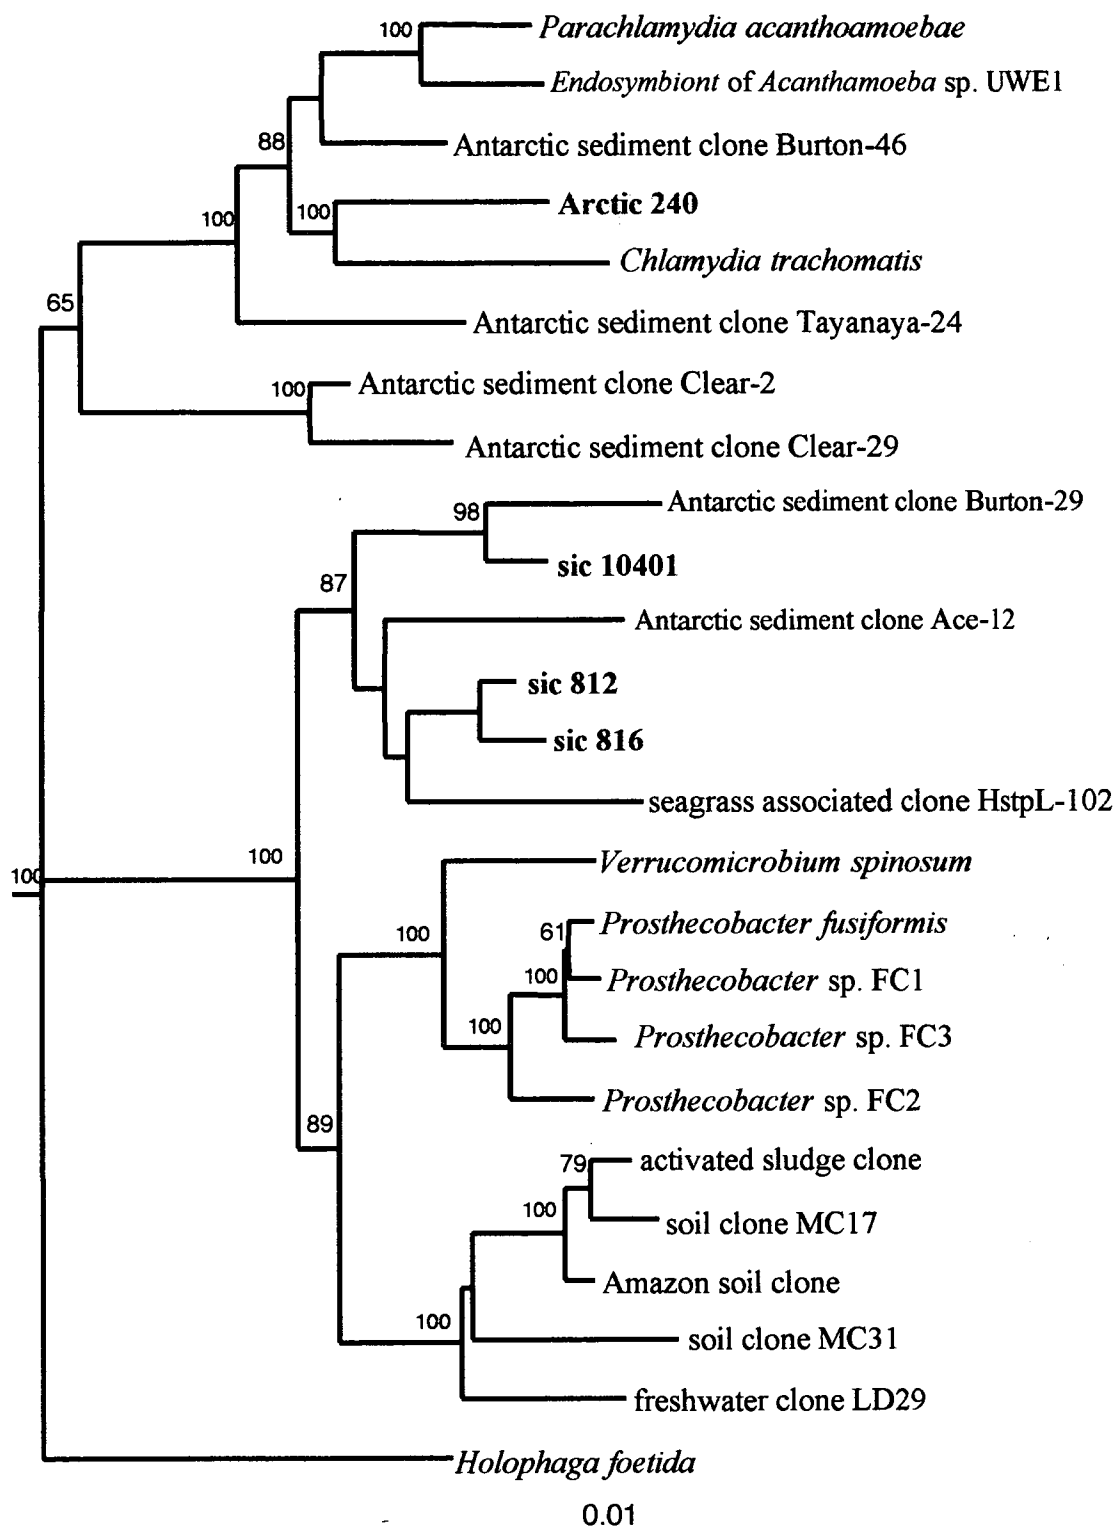 100
Parachlamydia acanthoamoebae
Endosymbiont of Acanthamoeba sp. UWE1
88
Antarctic sediment clone Burton-46
100
Arctic 240
100
Chlamydia trachomatis
65
Antarctic sediment clone Tayanaya-24
100
Antarctic sediment clone Clear-2
Antarctic sediment clone Clear-29
98
Antarctic sediment clone Burton-29
sic 10401
87
Antarctic sediment clone Ace-12
sic 812
sic 816
seagrass associated clone HstpL-102
100
100
Verrucomicrobium spinosum
100
61
Prosthecobacter fusiformis
100
Prosthecobacter sp. FC1
100
Prosthecobacter sp. FC3
Prosthecobacter sp. FC2
89
79
activated sludge clone
100
soil clone MC17
Amazon soil clone
100
soil clone MC31
freshwater clone LD29
Holophaga foetida
0.01